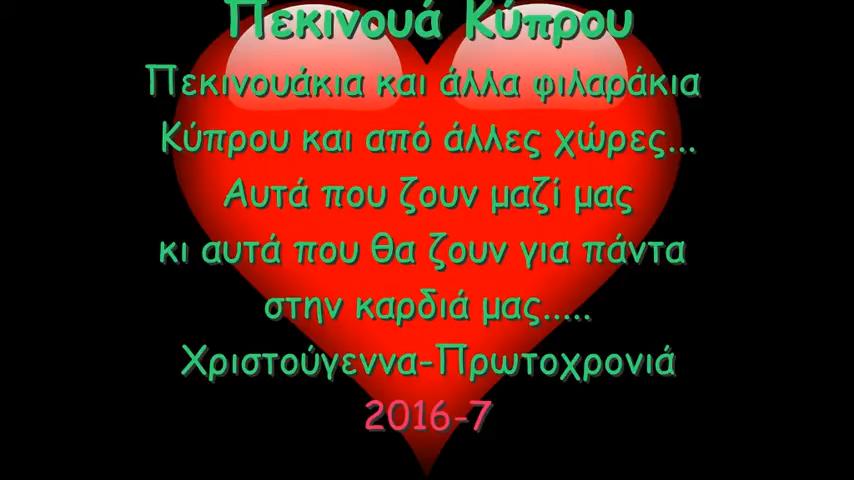 Πεκινουά Κύπρου
Πεκινουάκια και άλλα φιλαράκια
Κύπρου και από άλλες χώρες...
Αυτά που ζουν μαζί μας
κι αυτά που θα ζουν για πάντα
στην καρδιά μας.....
Χριστούγεννα-Πρωτοχρονιά
2016-7